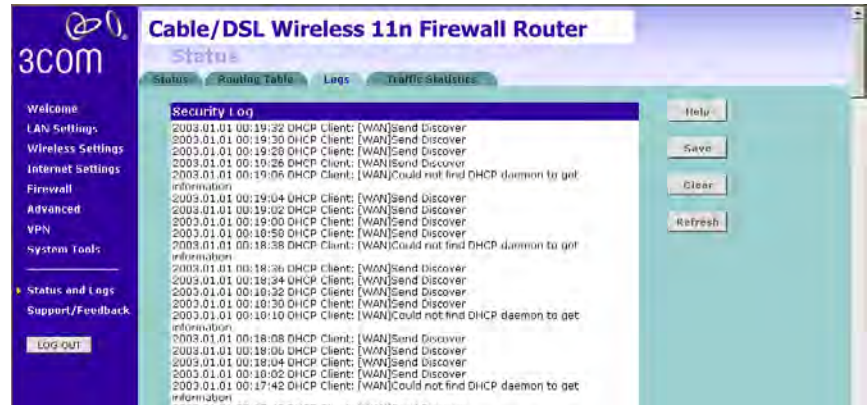 3COM
Cable/DSL Wireless 11n Firewall Router
Status
Status Routing Table Logs Traffic Statistics
Welcome
LAN Settings
Wireless Settings
Internet Settings
Firewall
Advanced
VPN
System Tools
Status and Logs
Support/Feedback
LOG OUT
Security Log
2003.01.01 00:19:32 DHCP Client: [WAN]Send Discover
2003.01.01 00:19:30 DHCP Client: [WAN]Send Discover
2003.01.01 00:19:28 DHCP Client: [WAN]Send Discover
2003.01.01 00:19:26 DHCP Client: [WAN]Send Discover
2003.01.01 00:19:06 DHCP Client: [WAN]Could not find DHCP daemon to get
information
2003.01.01 00:19:04 DHCP Client: [WAN]Send Discover
2003.01.01 00:19:02 DHCP Client: [WAN]Send Discover
2003.01.01 00:19:00 DHCP Client: [WAN]Send Discover
2003.01.01 00:18:58 DHCP Client: [WAN]Send Discover
2003.01.01 00:18:38 DHCP Client: [WAN]Could not find DHCP daemon to get
information
2003.01.01 00:18:36 DHCP Client: [WAN]Send Discover
2003.01.01 00:18:34 DHCP Client: [WAN]Send Discover
2003.01.01 00:18:32 DHCP Client: [WAN]Send Discover
2003.01.01 00:18:30 DHCP Client: [WAN]Send Discover
2003.01.01 00:18:10 DHCP Client: [WAN]Could not find DHCP daemon to get
information
2003.01.01 00:18:08 DHCP Client: [WAN]Send Discover
2003.01.01 00:18:06 DHCP Client: [WAN]Send Discover
2003.01.01 00:18:04 DHCP Client: [WAN]Send Discover
2003.01.01 00:18:02 DHCP Client: [WAN]Send Discover
2003.01.01 00:17:42 DHCP Client: [WAN]Could not find DHCP daemon to get
information
Help
Save
Clear
Refresh